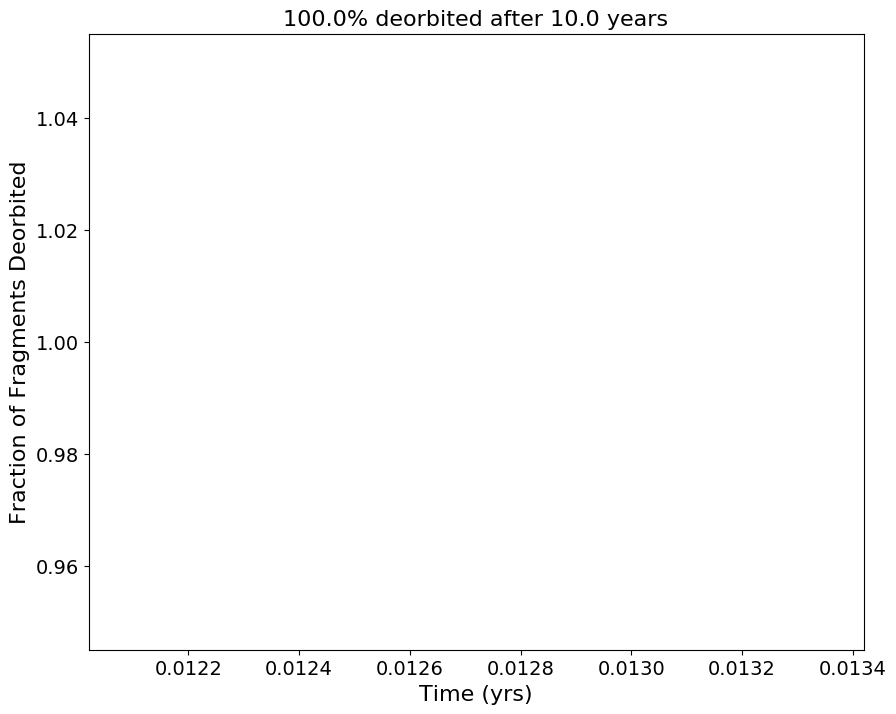 100.0% deorbited after 10.0 years
Fraction of Fragments Deorbited
1.04
1.02
1.00
0.98
0.96
0.0122 0.0124 0.0126 0.0128 0.0130 0.0132 0.0134
Time (yrs)